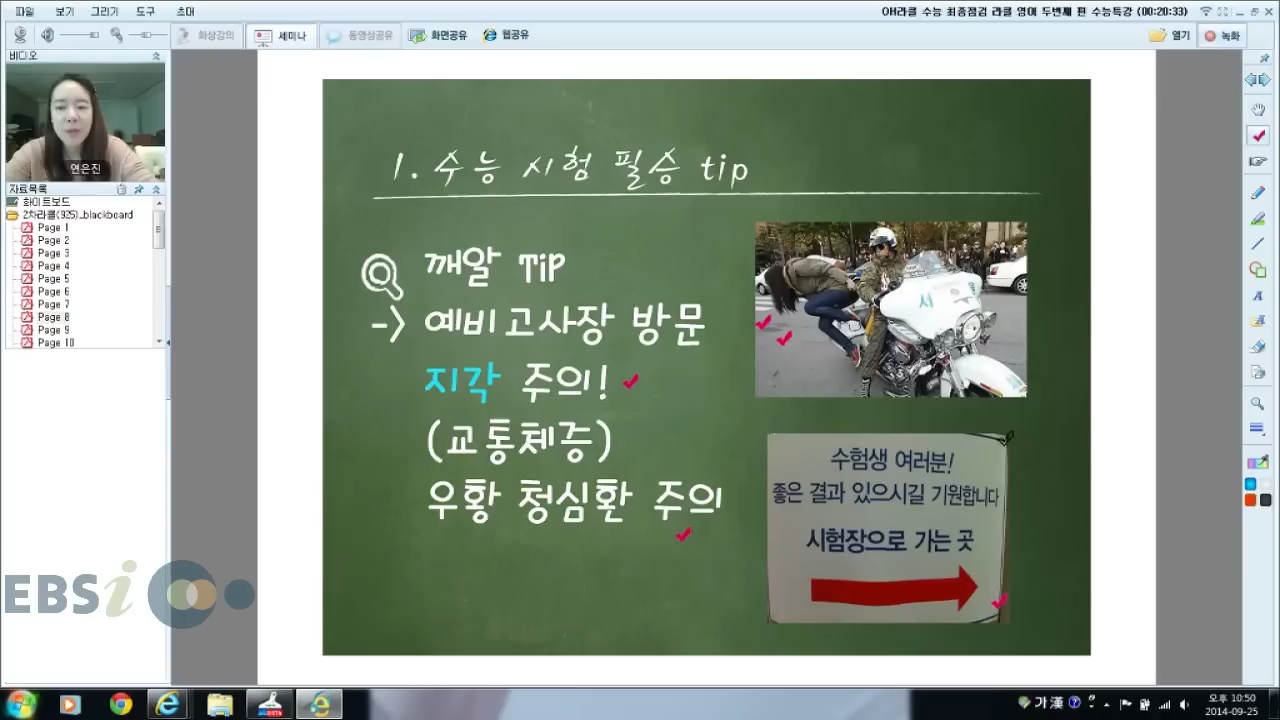 파일 보기 그리기 도구 초대
OH라클 수능 최종점검 라클 영어 두번째 편 수능특강 (00:20:33)
화상강의 세미나 동영상공유 화면공유 웹공유 열기 녹화
비디오
연은진
자료목록
화이트보드
2차라클(925)_blackboard
Page 1
Page 2
Page 3
Page 4
Page 5
Page 6
Page 7
Page 8
Page 9
Page 10
1. 수능 시험 필승 tip
깨알 TIP
-> 예비고사장 방문
지각 주의!
(교통체증)
우황 청심환 주의
수험생 여러분!
좋은 결과 있으시길 기원합니다
시험장으로 가는 곳
EBSi
가 漢
오후 10:50
2014-09-25